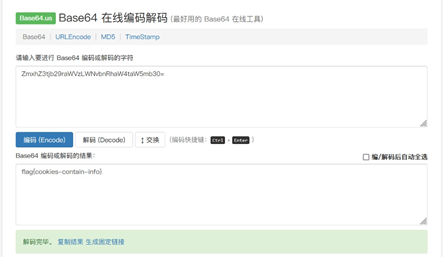 Base64.us Base64 在线编码解码 (最好用的 Base64 在线工具)
Base64 | URLEncode | MD5 | TimeStamp
请输入要进行 Base64 编码或解码的字符
ZmxhZ3tjb29raWVzLWNvbnRhaW4taW5mb30=
编码 (Encode) 解码 (Decode) ↕ 交换 (编码快捷键: Ctrl + Enter )
Base64 编码或解码的结果: 编/解码后自动全选
flag{cookies-contain-info}
解码完毕。 复制结果 生成固定链接